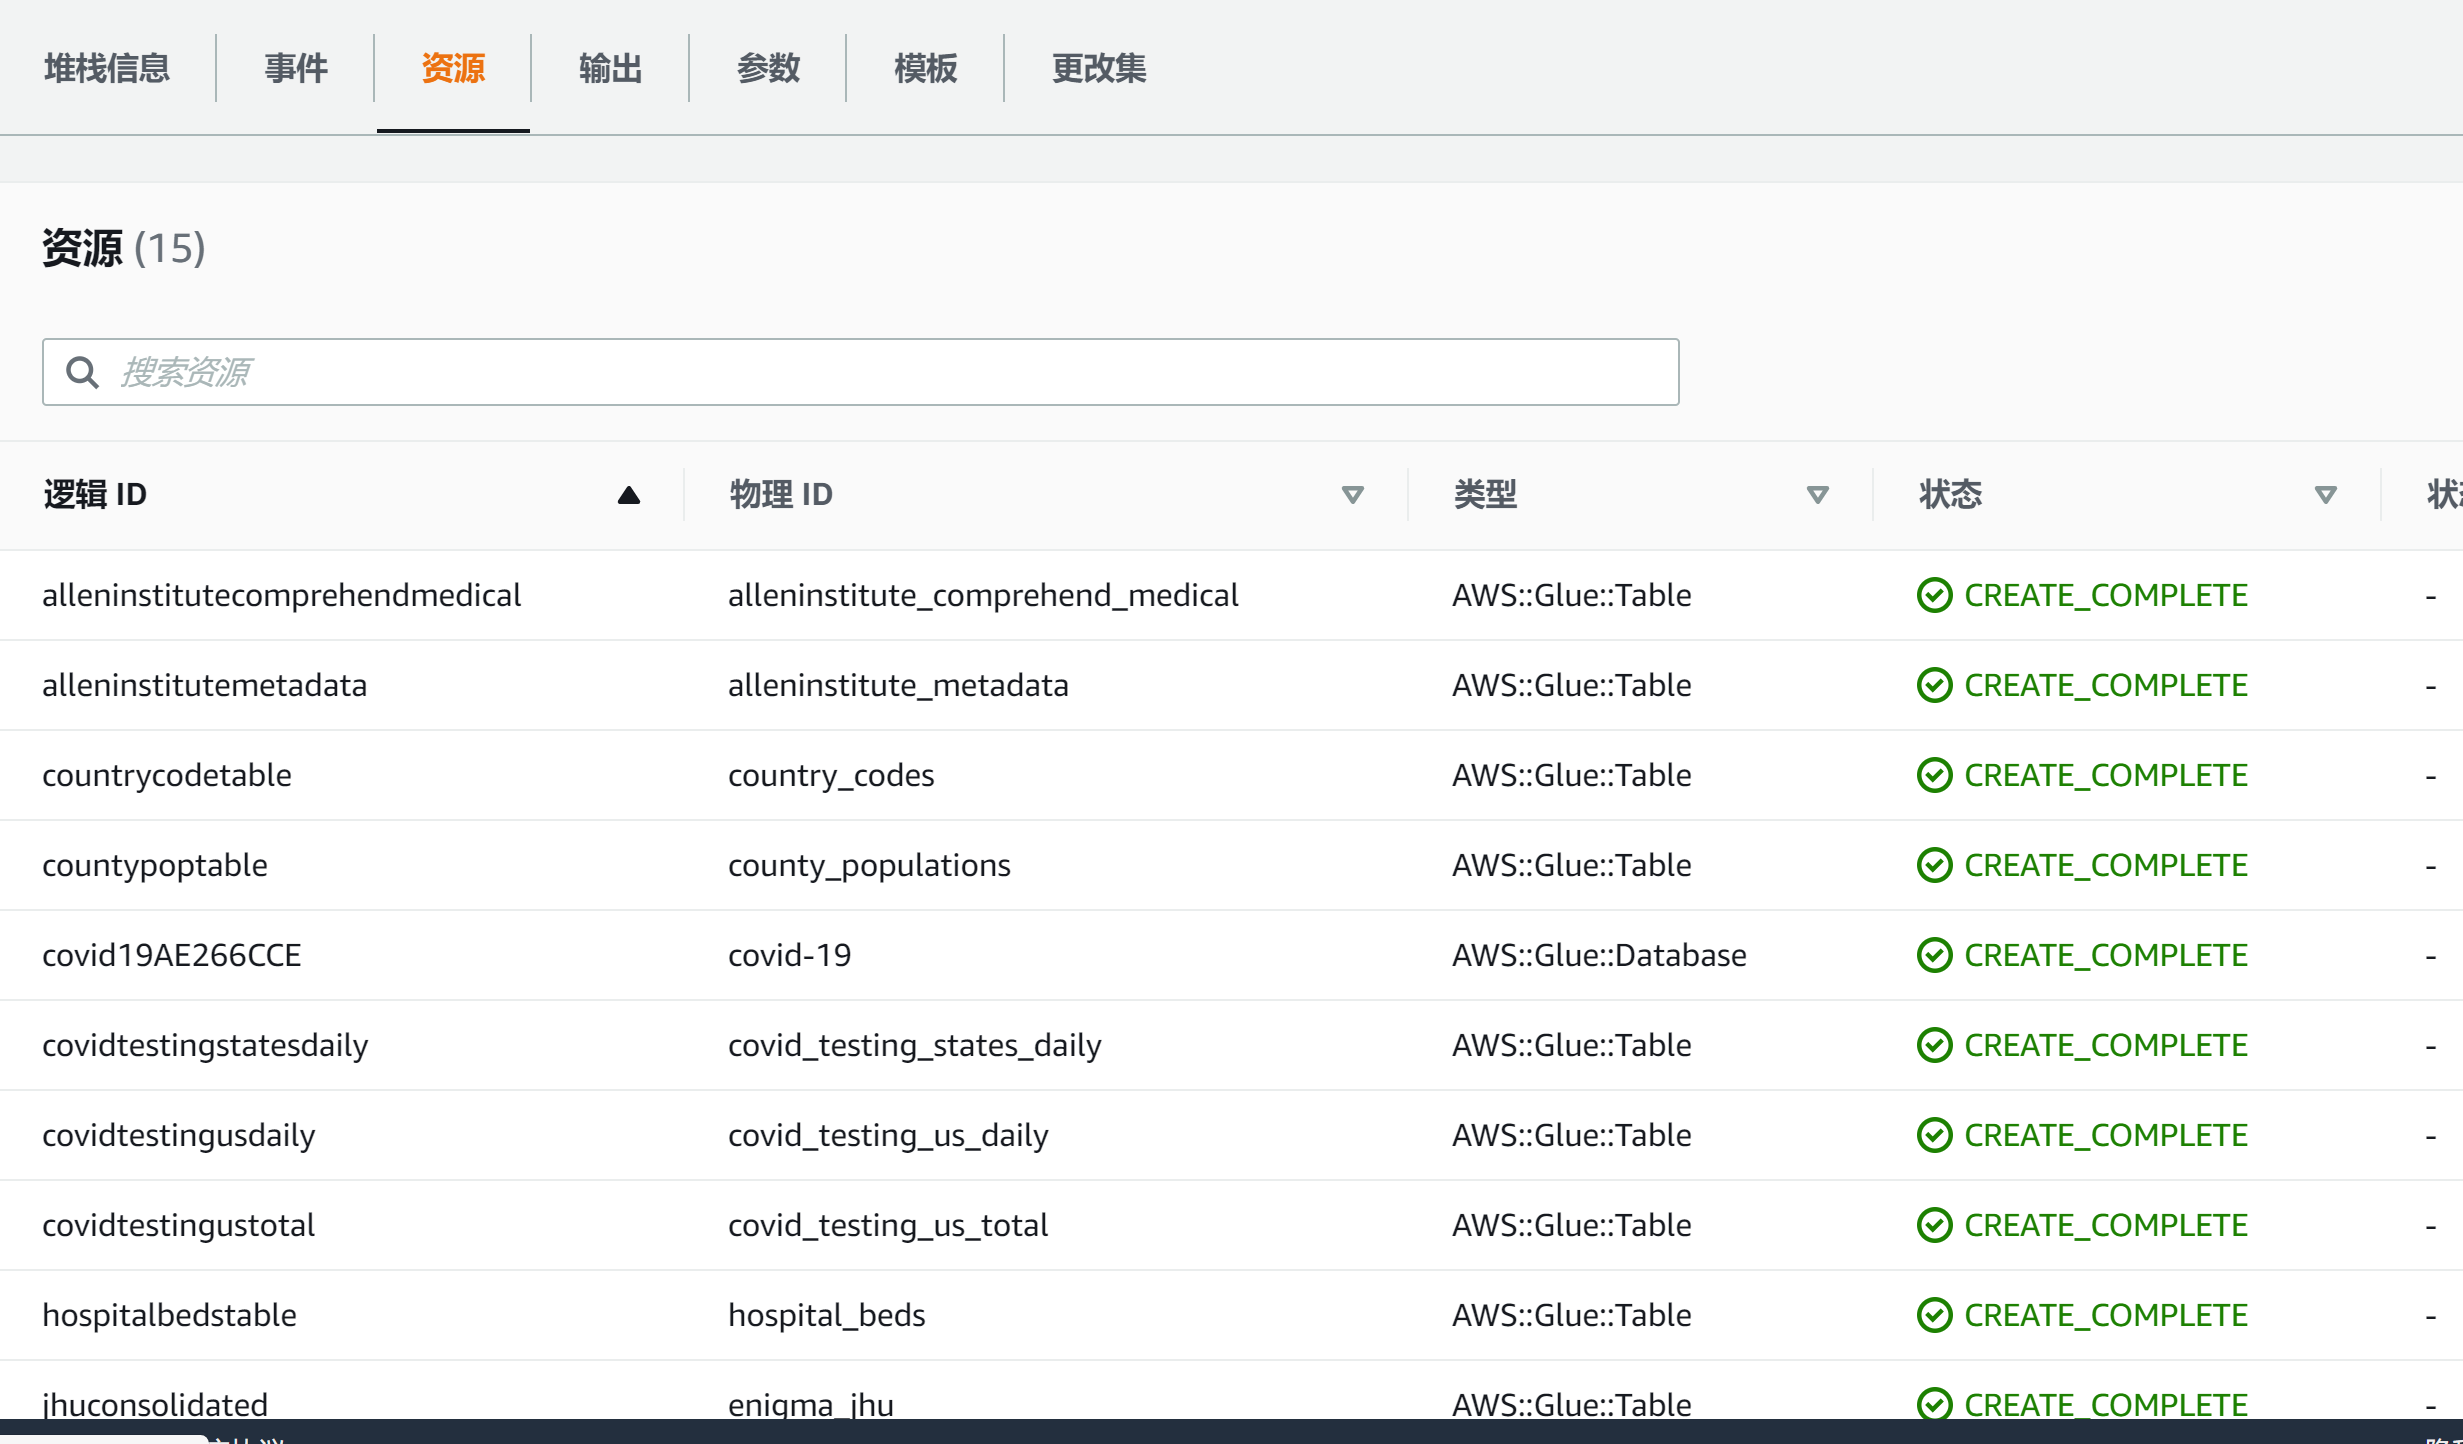 堆栈信息 事件 资源 输出 参数 模板 更改集
资源 (15)
搜索资源
逻辑 ID 物理 ID 类型 状态
alleninstitutecomprehendmedical alleninstitute_comprehend_medical AWS::Glue::Table CREATE_COMPLETE -
alleninstitutemetadata alleninstitute_metadata AWS::Glue::Table CREATE_COMPLETE -
countrycodetable country_codes AWS::Glue::Table CREATE_COMPLETE -
countypoptable county_populations AWS::Glue::Table CREATE_COMPLETE -
covid19AE266CCE covid-19 AWS::Glue::Database CREATE_COMPLETE -
covidtestingstatesdaily covid_testing_states_daily AWS::Glue::Table CREATE_COMPLETE -
covidtestingusdaily covid_testing_us_daily AWS::Glue::Table CREATE_COMPLETE -
covidtestingustotal covid_testing_us_total AWS::Glue::Table CREATE_COMPLETE -
hospitalbedstable hospital_beds AWS::Glue::Table CREATE_COMPLETE -
jhuconsolidated enigma_jhu AWS::Glue::Table CREATE_COMPLETE -